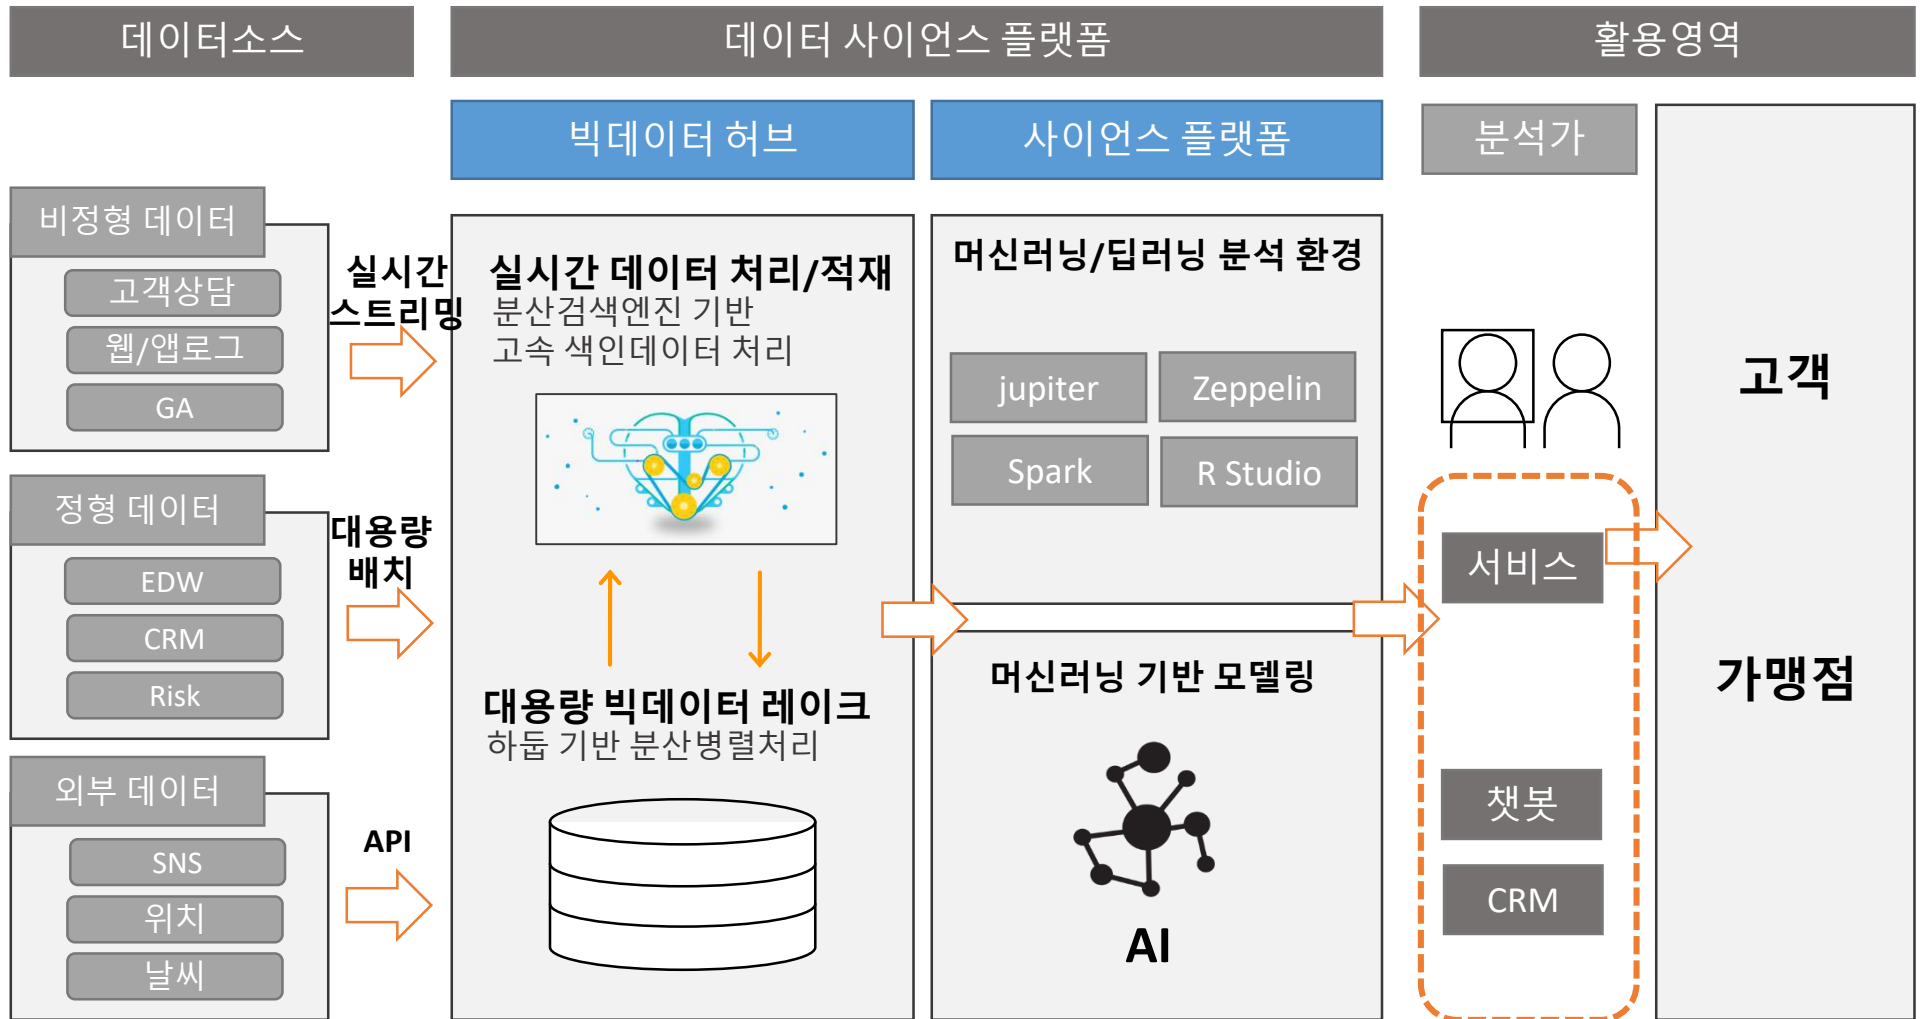 데이터소스
데이터 사이언스 플랫폼
활용영역
빅데이터 허브
사이언스 플랫폼
분석가
비정형 데이터
고객상담
웹/앱로그
GA
실시간
스트리밍
정형 데이터
EDW
CRM
Risk
대용량
배치
외부 데이터
SNS
위치
날씨
API
실시간 데이터 처리/적재
분산검색엔진 기반
고속 색인데이터 처리
대용량 빅데이터 레이크
하둡 기반 분산병렬처리
머신러닝/딥러닝 분석 환경
jupiter
Zeppelin
Spark
R Studio
머신러닝 기반 모델링
AI
서비스
챗봇
CRM
고객
가맹점